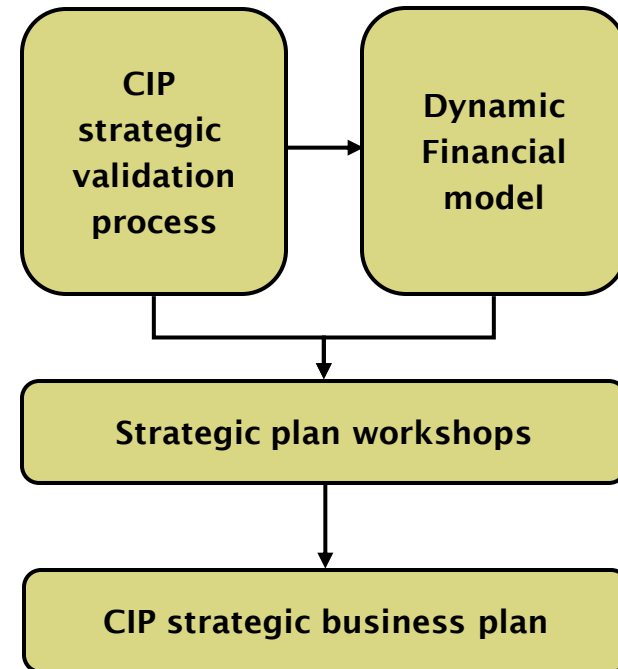 CIP
strategic
validation
process
Dynamic
Financial
model
Strategic plan workshops
CIP strategic business plan